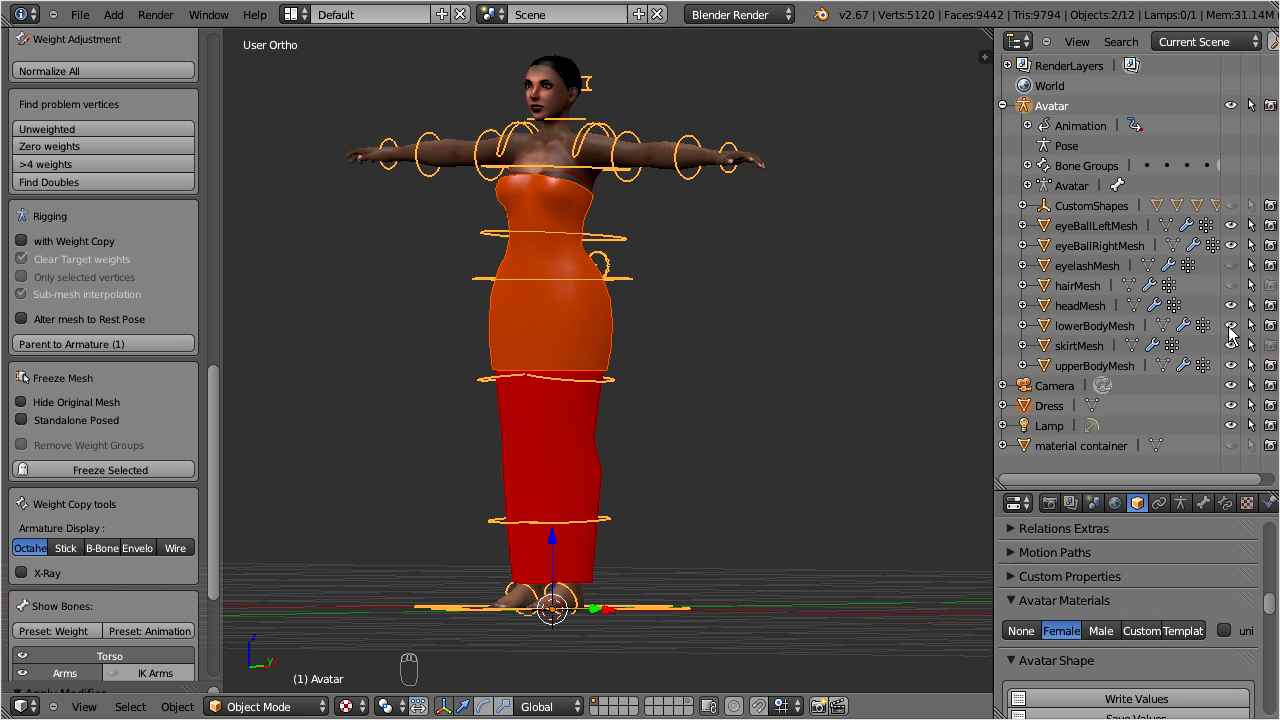 File Add Render Window Help Default Scene Blender Render v2.67 | Verts:5120 | Faces:9442 | Tris:9794 | Objects:2/12 | Lamps:0/1 | Mem:31.14M
Weight Adjustment
Normalize All
Find problem vertices
Unweighted
Zero weights
>4 weights
Find Doubles
Rigging
with Weight Copy
Clear Target weights
Only selected vertices
Sub-mesh interpolation
Alter mesh to Rest Pose
Parent to Armature (1)
Freeze Mesh
Hide Original Mesh
Standalone Posed
Remove Weight Groups
Freeze Selected
Weight Copy tools
Armature Display :
Octahe Stick B-Bone Envelo Wire
X-Ray
Show Bones:
Preset: Weight Preset: Animation
Torso
Arms IK Arms
User Ortho
z
y
(1) Avatar
View Select Object Object Mode Global
View Search Current Scene
RenderLayers |
World
Avatar
Animation |
Pose
Bone Groups |
Avatar |
CustomShapes
eyeBallLeftMesh |
eyeBallRightMesh |
eyelashMesh |
hairMesh |
headMesh |
lowerBodyMesh |
skirtMesh |
upperBodyMesh |
Camera |
Dress |
Lamp |
material container |
Relations Extras
Motion Paths
Custom Properties
Avatar Materials
None Female Male Custom Templat uni
Avatar Shape
Write Values